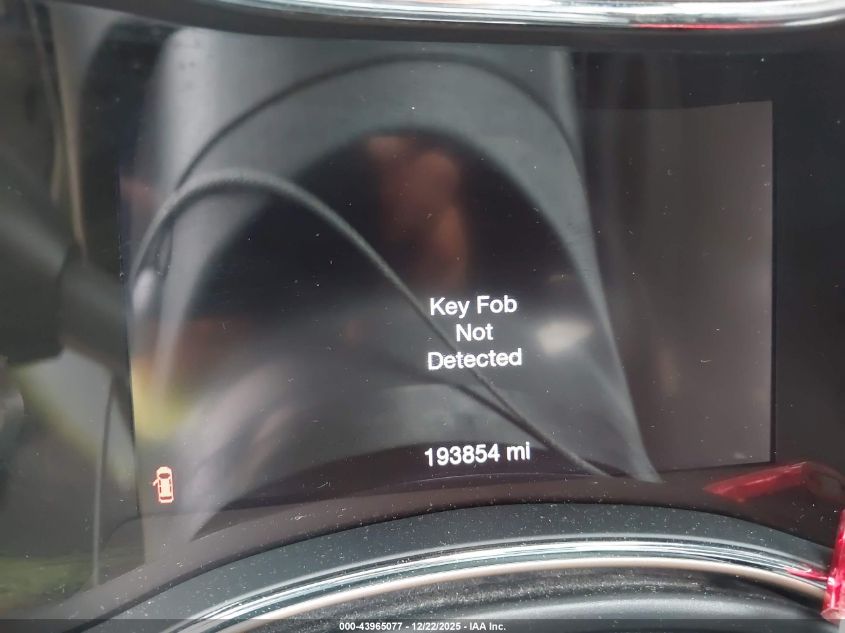 Key Fob
Not
Detected
193854 mi
000-43965077 - 12/22/2025 - IAA Inc.